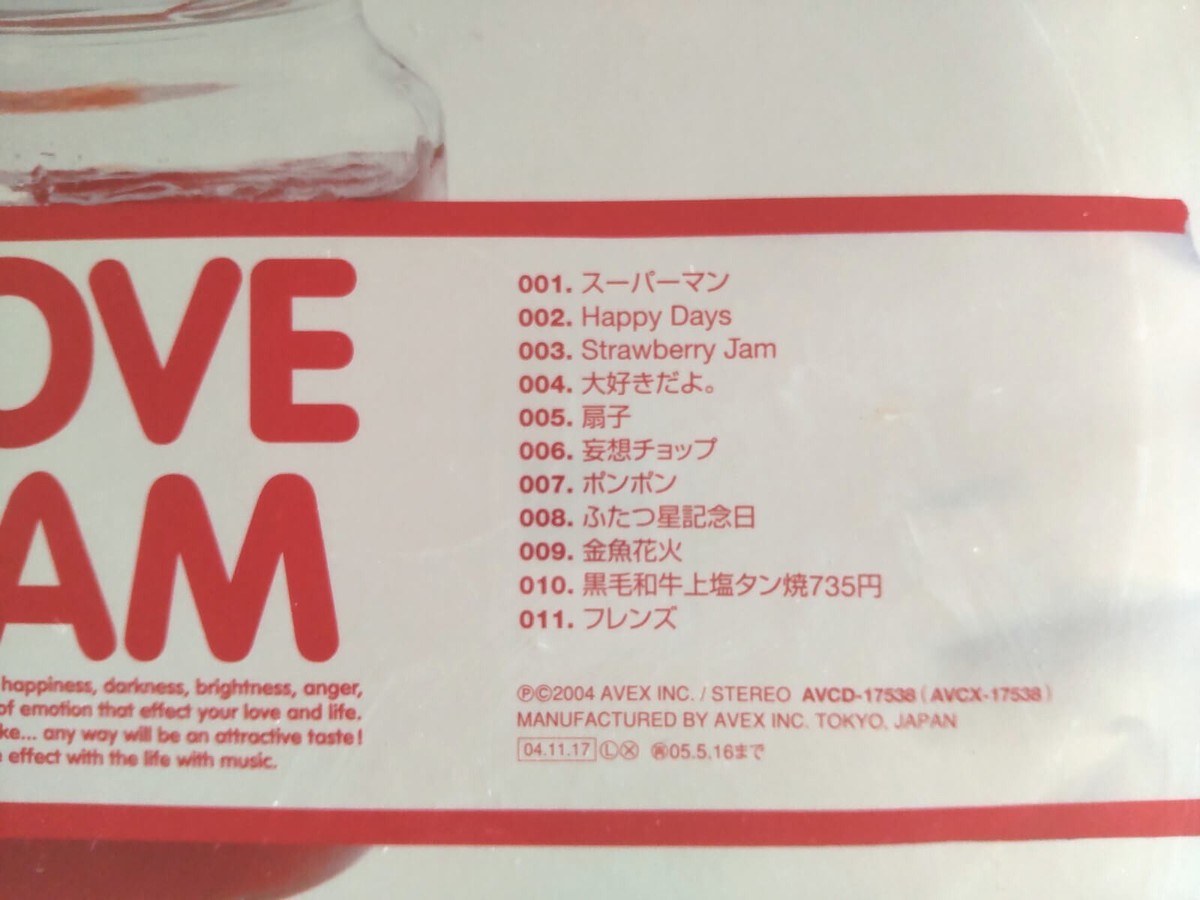 OVE
AM
happiness, darkness, brightness, anger,
of emotion that effect your love and life.
ke... any way will be an attractive taste!
effect with the life with music.
001. スーパーマン
002. Happy Days
003. Strawberry Jam
004. 大好きだよ。
005. 扇子
006. 妄想チョップ
007. ポンポン
008. ふたつ星記念日
009. 金魚花火
010. 黒毛和牛上塩タン焼735円
011. フレンズ
Ⓟ©2004 AVEX INC. / STEREO AVCD-17538 (AVCX-17538)
MANUFACTURED BY AVEX INC. TOKYO, JAPAN
04.11.17ⓁⓍ ㊢05.5.16まで